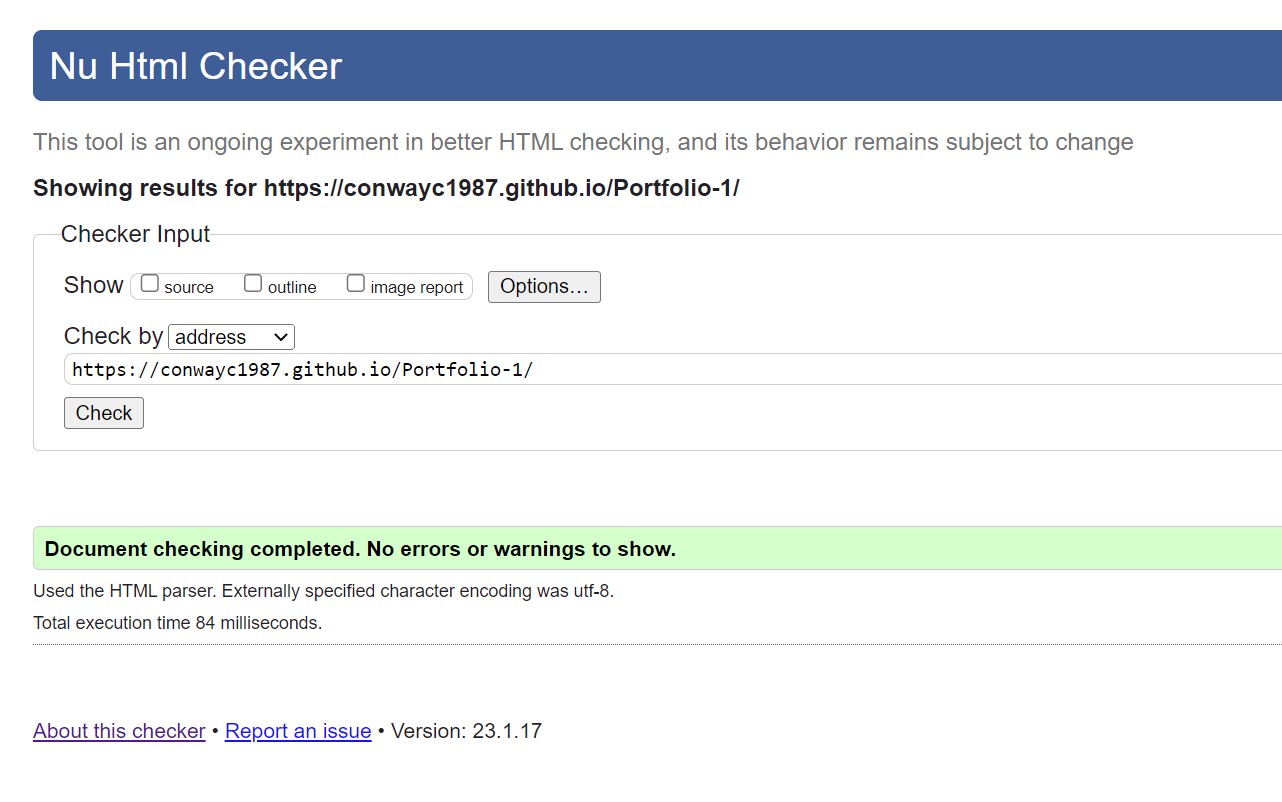 Nu Html Checker
This tool is an ongoing experiment in better HTML checking, and its behavior remains subject to change
Showing results for https://conwayc1987.github.io/Portfolio-1/
Checker Input
Show source outline image report Options...
Check by address
https://conwayc1987.github.io/Portfolio-1/
Check
Document checking completed. No errors or warnings to show.
Used the HTML parser. Externally specified character encoding was utf-8.
Total execution time 84 milliseconds.
About this checker • Report an issue • Version: 23.1.17